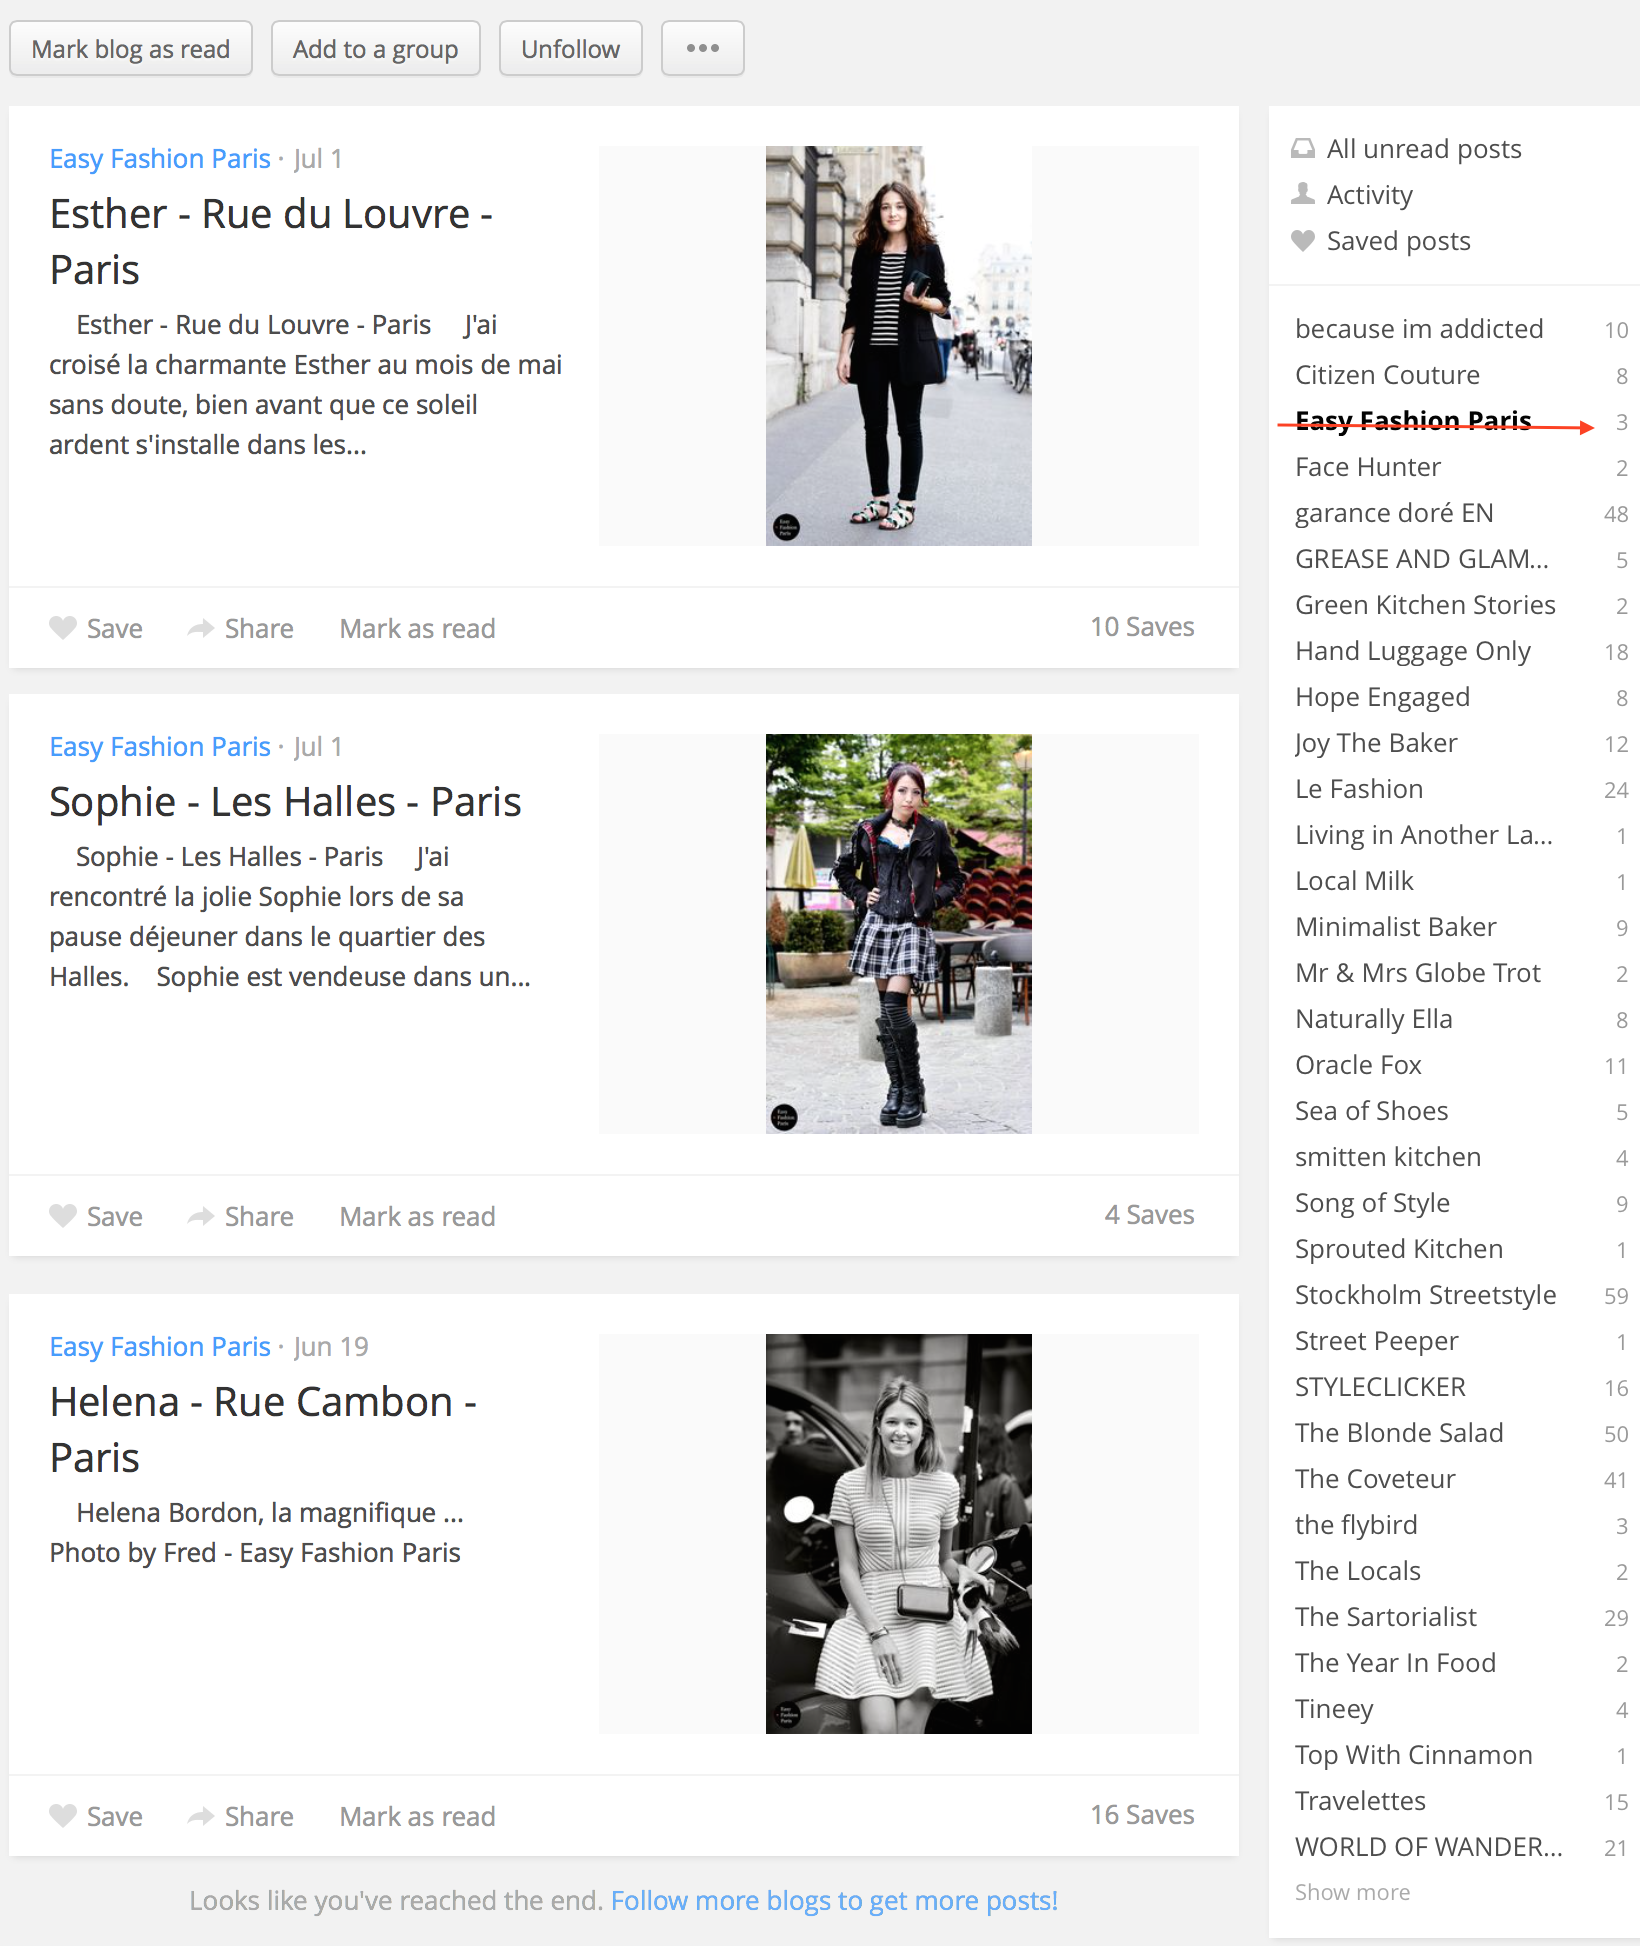 Mark blog as read
Add to a group
Unfollow
•••
Easy Fashion Paris · Jul 1
Esther - Rue du Louvre -
Paris
Esther - Rue du Louvre - Paris J'ai
croisé la charmante Esther au mois de mai
sans doute, bien avant que ce soleil
ardent s'installe dans les...
Easy
Fashion
Paris
Save
Share
Mark as read
10 Saves
Easy Fashion Paris · Jul 1
Sophie - Les Halles - Paris
Sophie - Les Halles - Paris J'ai
rencontré la jolie Sophie lors de sa
pause déjeuner dans le quartier des
Halles. Sophie est vendeuse dans un...
Easy
Fashion
Paris
Save
Share
Mark as read
4 Saves
Easy Fashion Paris · Jun 19
Helena - Rue Cambon -
Paris
Helena Bordon, la magnifique ...
Photo by Fred - Easy Fashion Paris
Easy
Fashion
Paris
Save
Share
Mark as read
16 Saves
Looks like you've reached the end. Follow more blogs to get more posts!
All unread posts
Activity
Saved posts
because im addicted 10
Citizen Couture 8
Easy Fashion Paris 3
Face Hunter 2
garance doré EN 48
GREASE AND GLAM... 5
Green Kitchen Stories 2
Hand Luggage Only 18
Hope Engaged 8
Joy The Baker 12
Le Fashion 24
Living in Another La... 1
Local Milk 1
Minimalist Baker 9
Mr & Mrs Globe Trot 2
Naturally Ella 8
Oracle Fox 11
Sea of Shoes 5
smitten kitchen 4
Song of Style 9
Sprouted Kitchen 1
Stockholm Streetstyle 59
Street Peeper 1
STYLECLICKER 16
The Blonde Salad 50
The Coveteur 41
the flybird 3
The Locals 2
The Sartorialist 29
The Year In Food 2
Tineey 4
Top With Cinnamon 1
Travelettes 15
WORLD OF WANDER... 21
Show more